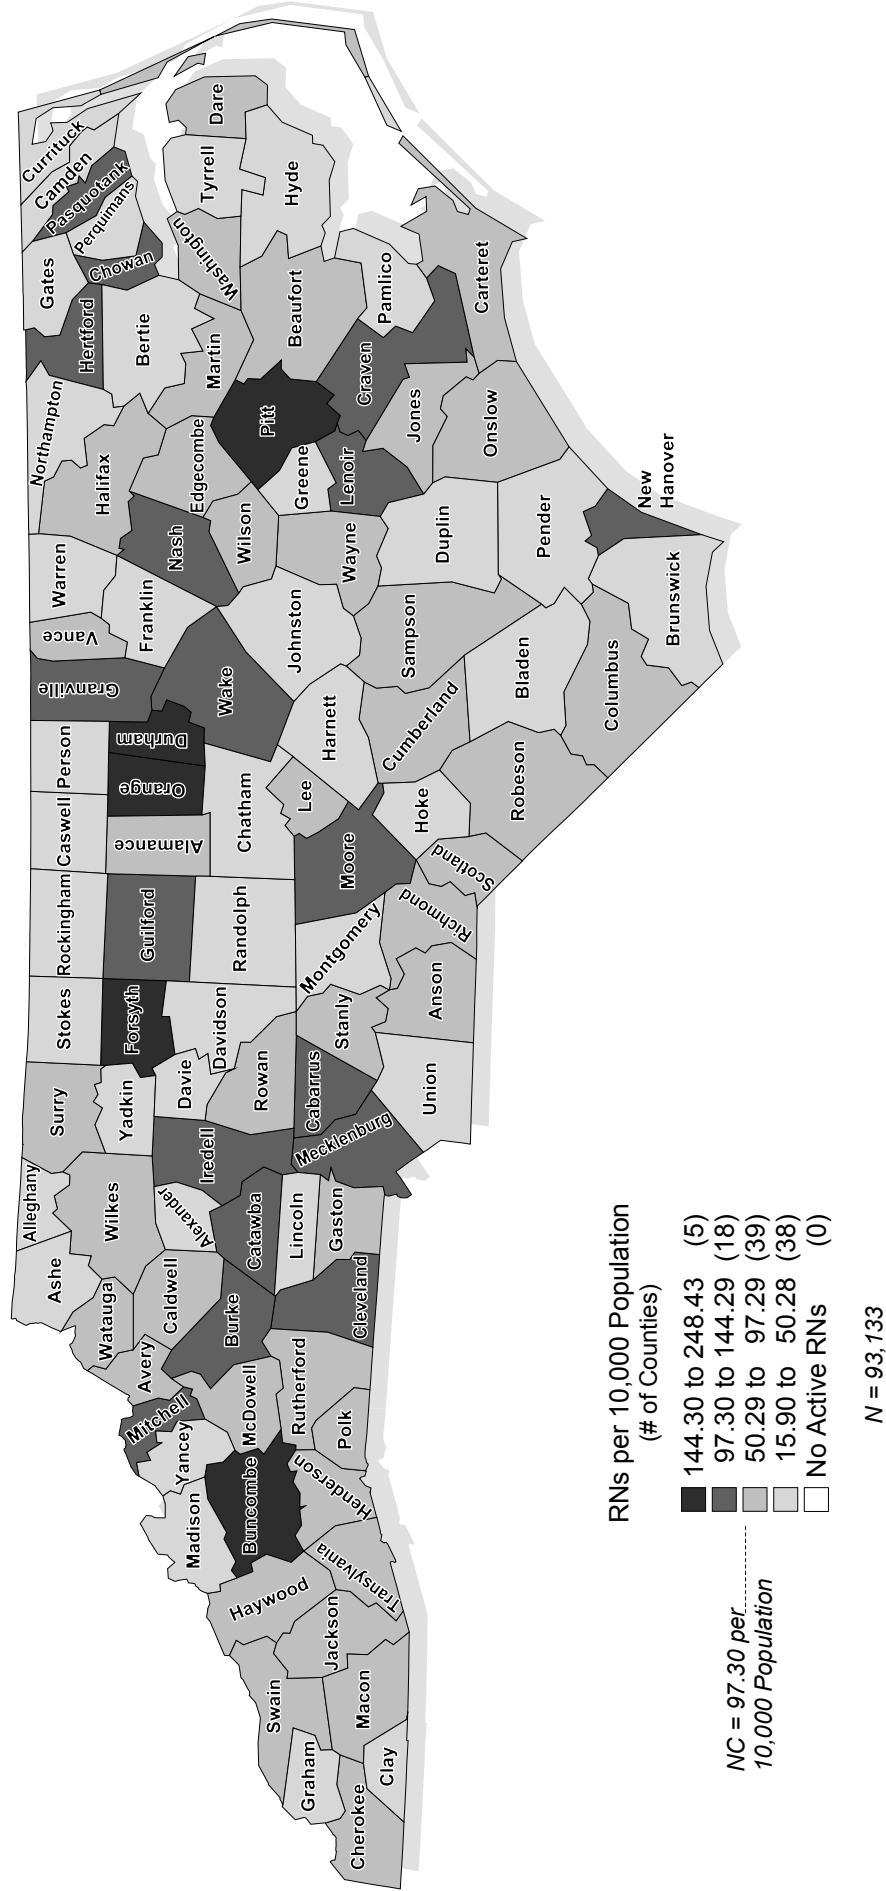 Cherokee
Graham
Clay
Swain
Macon
Jackson
Haywood
Transylvania
Madison
Buncombe
Henderson
Yancey
Mitchell
Avery
McDowell
Polk
Rutherford
Watauga
Ashe
Caldwell
Burke
Cleveland
Alleghany
Wilkes
Alexander
Catawba
Lincoln
Gaston
Surry
Yadkin
Iredell
Davie
Rowan
Cabarrus
Mecklenburg
Stokes
Forsyth
Davidson
Stanly
Union
Rockingham
Guilford
Randolph
Montgomery
Anson
Richmond
Caswell
Alamance
Chatham
Moore
Scotland
Person
Orange
Durham
Lee
Hoke
Robeson
Granville
Vance
Wake
Harnett
Cumberland
Warren
Franklin
Johnston
Sampson
Bladen
Columbus
Brunswick
Northampton
Halifax
Nash
Edgecombe
Wilson
Wayne
Duplin
Pender
New
Hanover
Hertford
Bertie
Martin
Pitt
Greene
Lenoir
Craven
Jones
Onslow
Gates
Chowan
Perquimans
Pasquotank
Camden
Currituck
Washington
Tyrrell
Dare
Hyde
Beaufort
Pamlico
Carteret
RNs per 10,000 Population
(# of Counties)
144.30 to 248.43 (5)
97.30 to 144.29 (18)
50.29 to 97.29 (39)
15.90 to 50.28 (38)
No Active RNs (0)
NC = 97.30 per
10,000 Population
N = 93,133